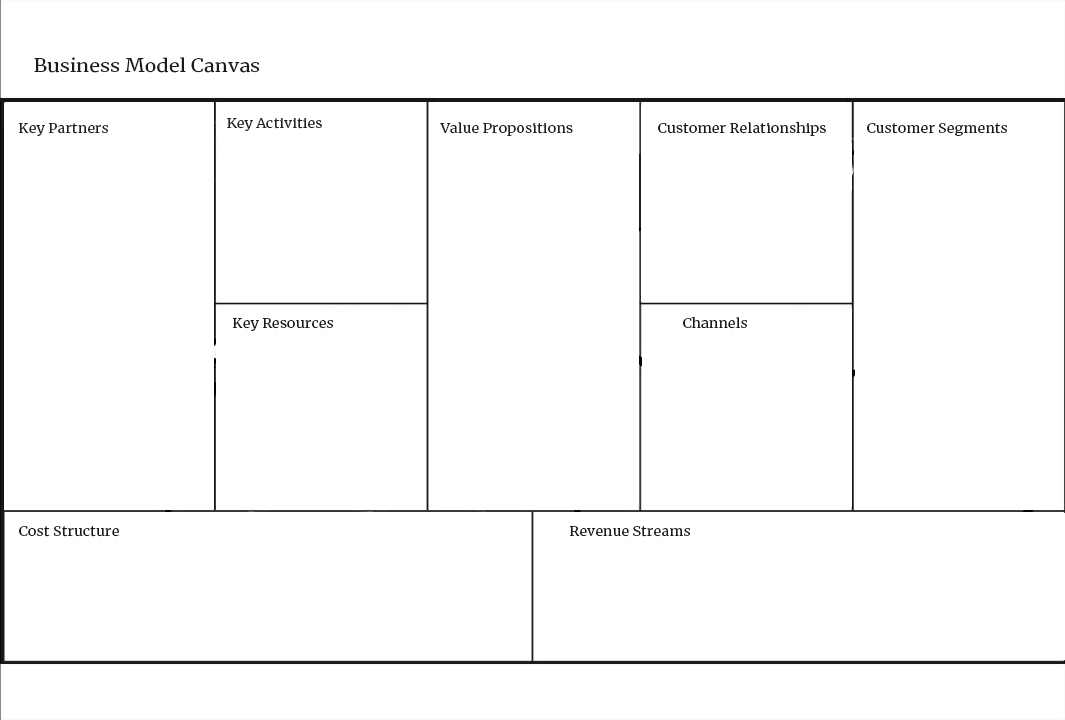 Business Model Canvas
Key Partners
Key Activities
Value Propositions
Customer Relationships
Customer Segments
Key Resources
Channels
Cost Structure
Revenue Streams